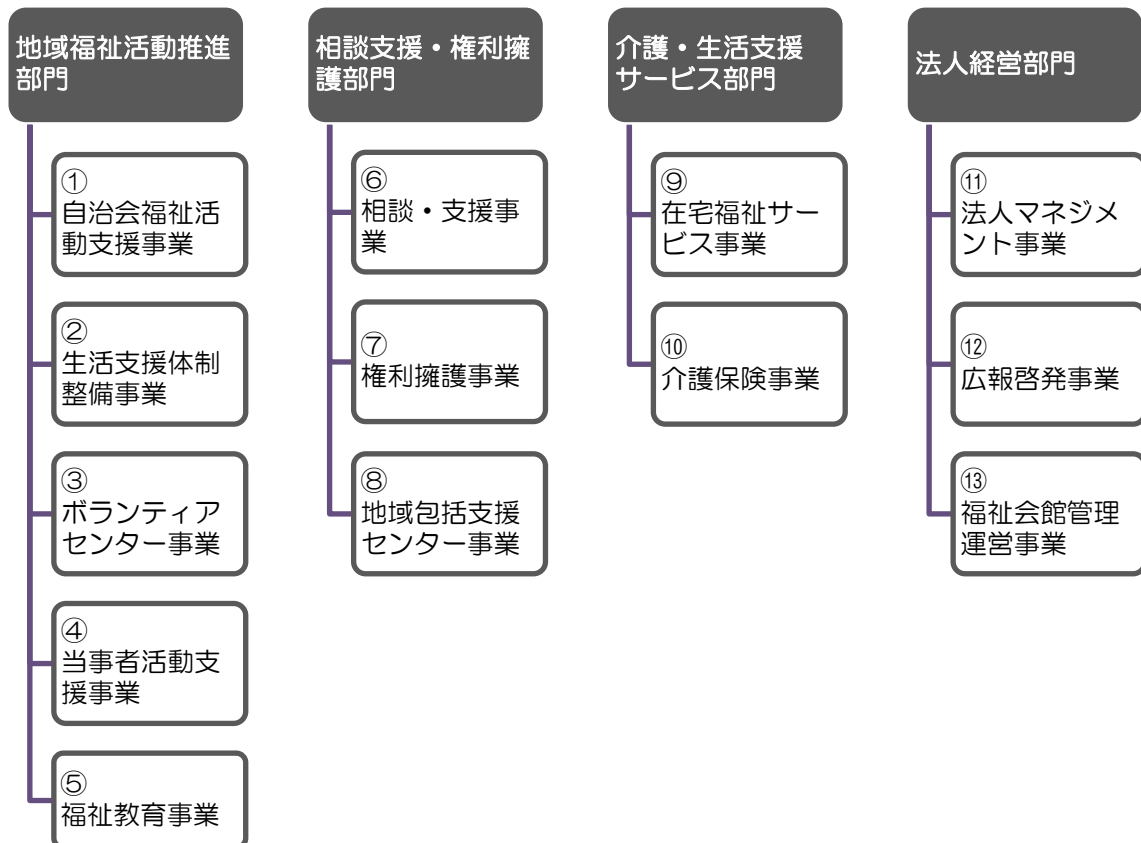 地域福祉活動推進
部門
①
自治会福祉活
動支援事業
②
生活支援体制
整備事業
③
ボランティア
センター事業
④
当事者活動支
援事業
⑤
福祉教育事業
相談支援・権利擁
護部門
⑥
相談・支援事
業
⑦
権利擁護事業
⑧
地域包括支援
センター事業
介護・生活支援
サービス部門
⑨
在宅福祉サー
ビス事業
⑩
介護保険事業
法人経営部門
⑪
法人マネジメ
ント事業
⑫
広報啓発事業
⑬
福祉会館管理
運営事業